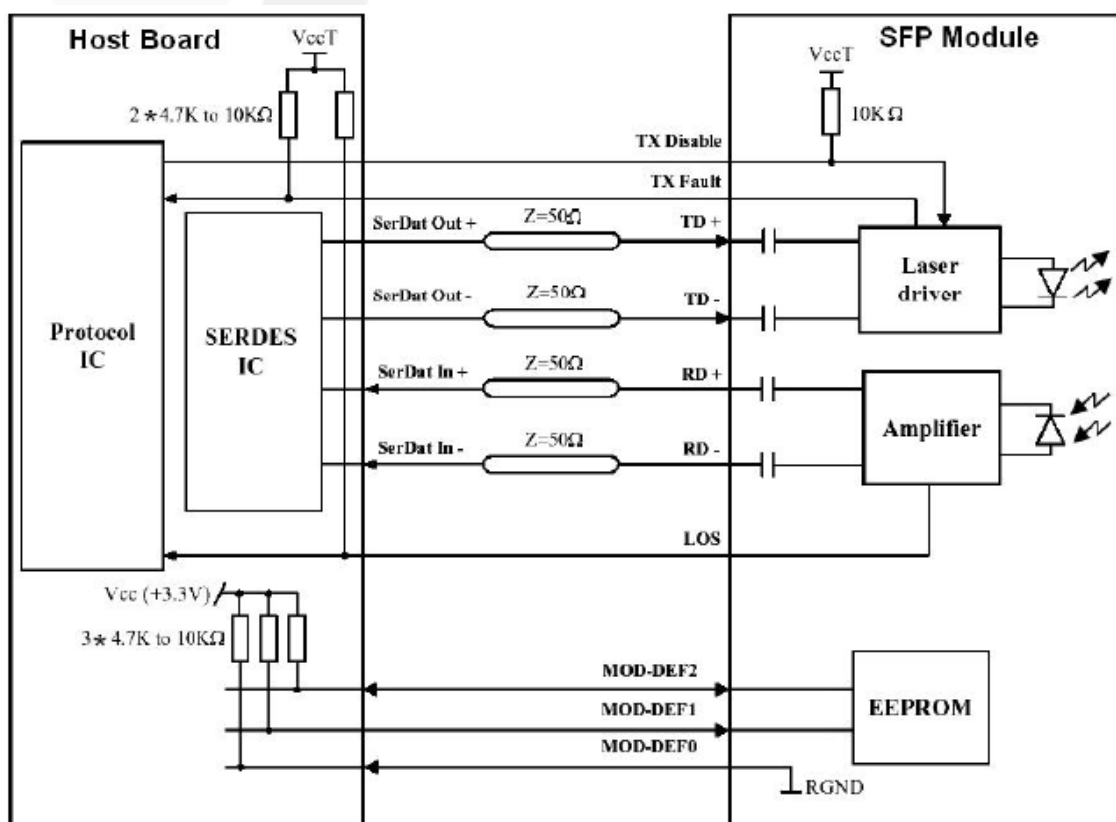 Host Board
SFP Module
VccT
VccT
2*4.7K to 10KΩ
10KΩ
TX Disable
TX Fault
SerDat Out +
Z=50Ω
TD +
SerDat Out -
Z=50Ω
TD -
Laser
driver
Protocol
IC
SERDES
IC
SerDat In +
Z=50Ω
RD +
Amplifier
SerDat In -
Z=50Ω
RD -
LOS
Vcc (+3.3V)
3*4.7K to 10KΩ
MOD-DEF2
MOD-DEF1
EEPROM
MOD-DEF0
RGND